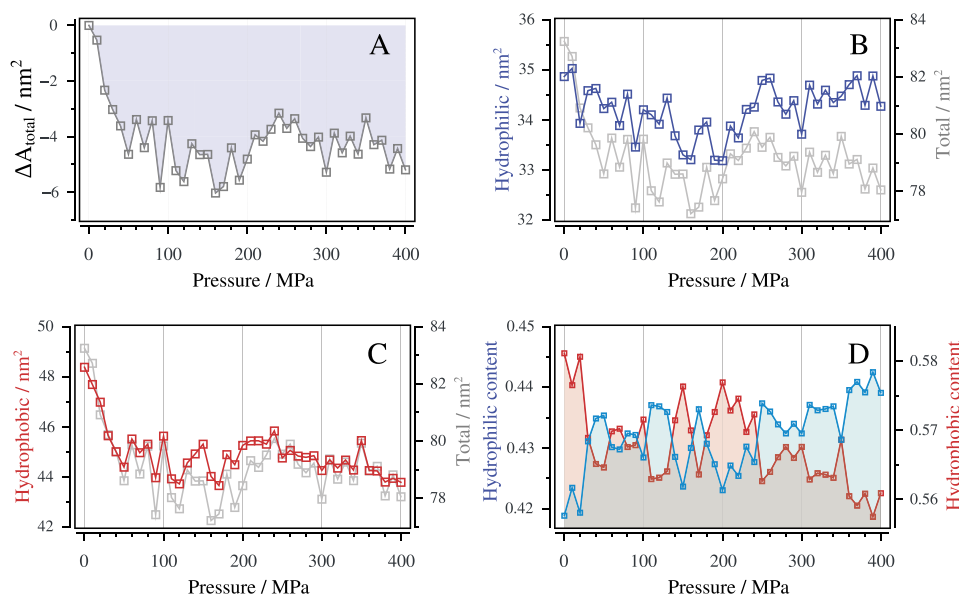 A
ΔA total / nm²
0
−2
−4
−6
0 100 200 300 400
Pressure / MPa
B
Hydrophilic / nm²
36
35
34
33
32
Total / nm²
84
82
80
78
0 100 200 300 400
Pressure / MPa
C
Hydrophobic / nm²
50
48
46
44
42
Total / nm²
84
82
80
78
0 100 200 300 400
Pressure / MPa
D
Hydrophilic content
0.45
0.44
0.43
0.42
Hydrophobic content
0.58
0.57
0.56
0 100 200 300 400
Pressure / MPa